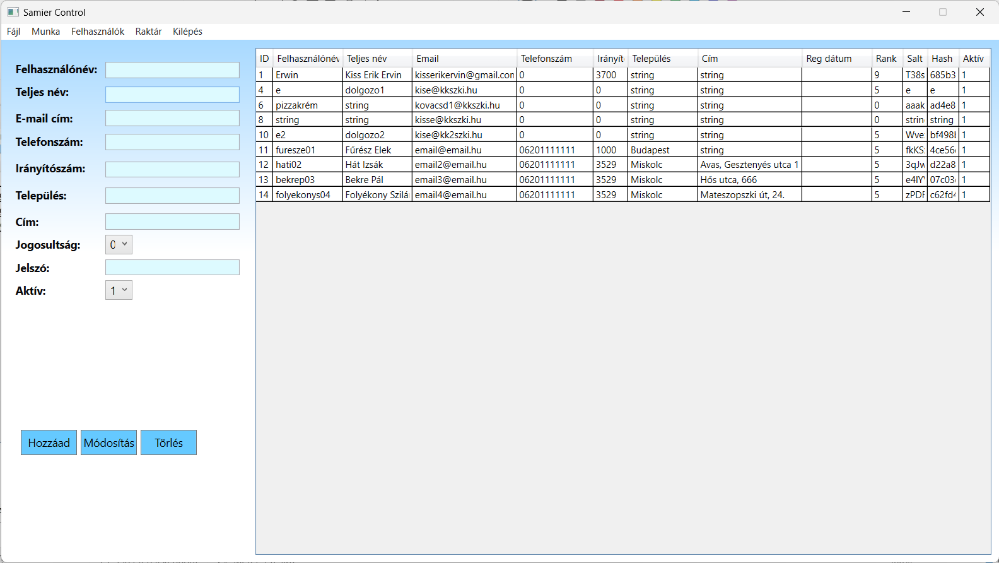 Samier Control
Fájl Munka Felhasználók Raktár Kilépés
Felhasználónév:
Teljes név:
E-mail cím:
Telefonszám:
Irányítószám:
Település:
Cím:
Jogosultság: 0
Jelszó:
Aktív: 1
Hozzáad Módosítás Törlés
ID Felhasználónév Teljes név Email Telefonszám Irányít Település Cím Reg dátum Rank Salt Hash Aktív
1 Erwin Kiss Erik Ervin kisserikervin@gmail.com 0 3700 string string 9 T38s 685b3 1
4 e dolgozo1 kise@kkszki.hu 0 0 string string 5 e e 1
6 pizzakrém string kovacsd1@kkszki.hu 0 0 string string 0 aaak ad4e8 1
8 string string kisse@kkszki.hu 0 0 string string 0 strin string 1
10 e2 dolgozo2 kise@kk2szki.hu 0 0 string string 5 Wve bf498 1
11 furesze01 Fűrész Elek email@email.hu 06201111111 1000 Budapest string 5 fkKS 4ce56 1
12 hati02 Hát Izsák email2@email.hu 06201111111 3529 Miskolc Avas, Gesztenyés utca 1 5 3qJw d22a8 1
13 bekrep03 Bekre Pál email3@email.hu 06201111111 3529 Miskolc Hős utca, 666 5 e4IY 07c03 1
14 folyekonys04 Folyékony Szilá email4@email.hu 06201111111 3529 Miskolc Mateszopszki út, 24. 5 zPDF c62fd4 1